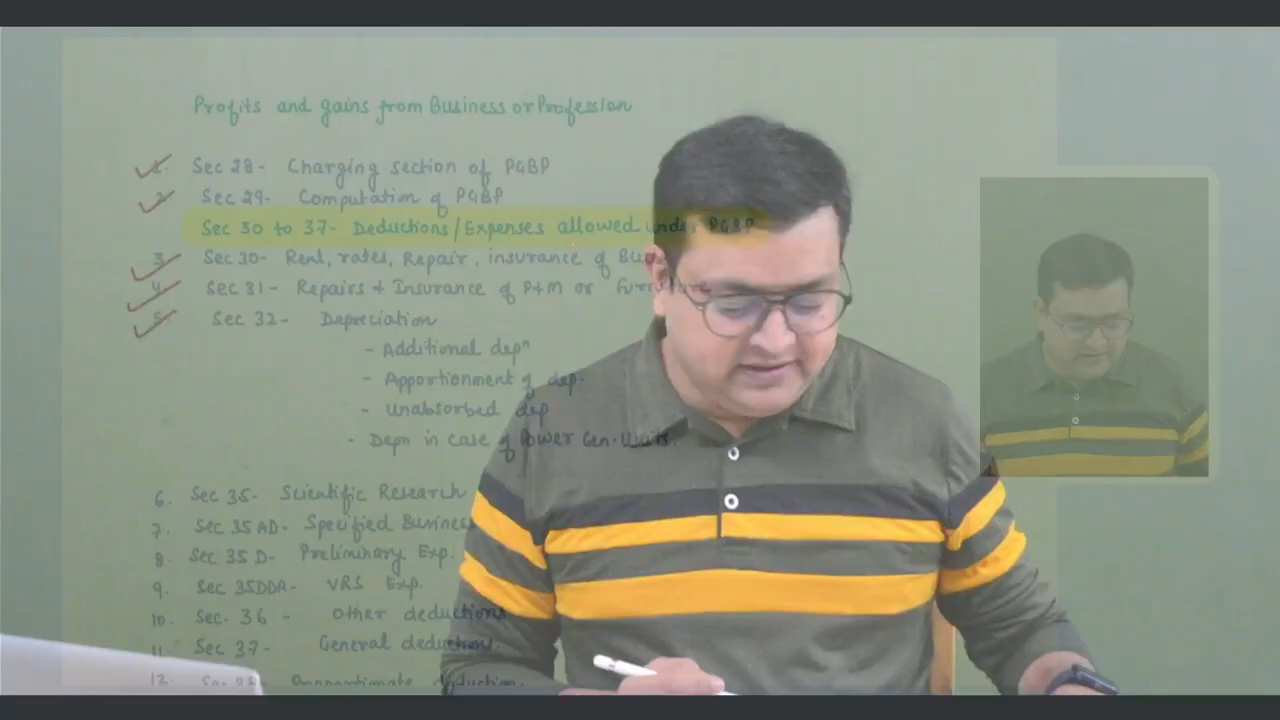 Profits and gains from Business or Profession
1. Sec 28- Charging section of PGBP
2. Sec 29- Computation of PGBP
Sec 30 to 37- Deductions/Expenses allowed under PGBP
3. Sec 30- Rent, rates, Repair, insurance of
4. Sec 31- Repairs + Insurance of P+M or
5. Sec 32- Depreciation
- Additional depⁿ
- Apportionment of dep.
- Unabsorbed dep
- Depn in case of Power Gen. Units.
6. Sec 35- Scientific Research
7. Sec 35AD- Specified Business
8. Sec 35D- Preliminary Exp.
9. Sec 35DDA- VRS Exp.
10. Sec. 36 - Other deductions
11. Sec 37- General deductions.
12. Proportionate deduction.